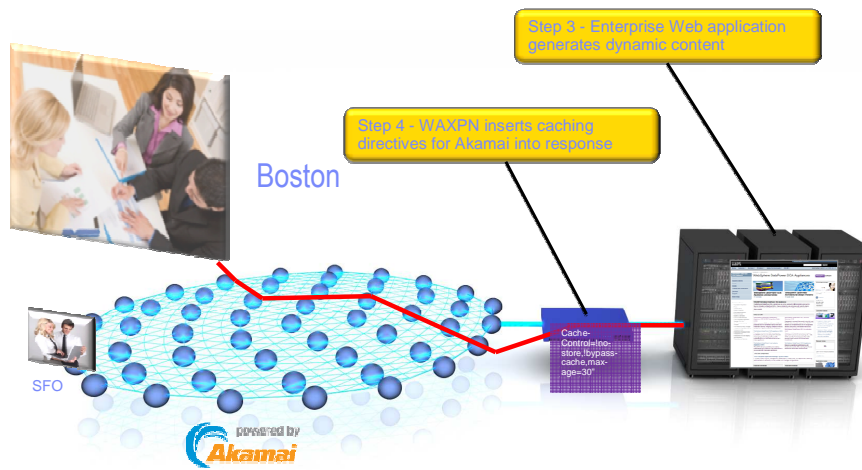 Step 3 - Enterprise Web application
generates dynamic content
Step 4 - WAXPN inserts caching
directives for Akamai into response
Boston
Cache-
Control=!no-
store,!bypass-
cache,max-
age=30"
SFO
powered by
Akamai